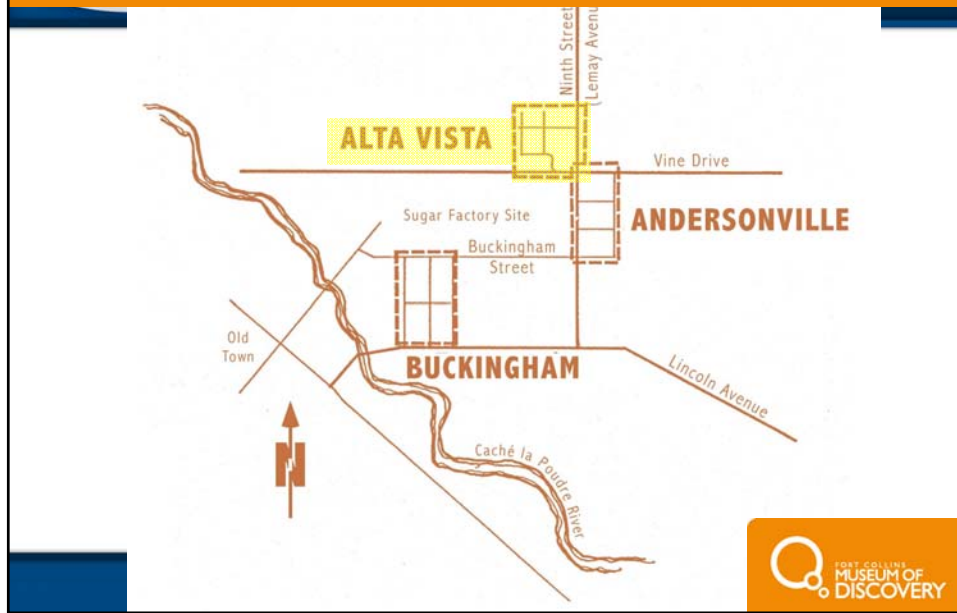 Ninth Street
(Lemay Avenu
ALTA VISTA
Vine Drive
Sugar Factory Site
ANDERSONVILLE
Buckingham
Street
Old
Town
BUCKINGHAM
Lincoln Avenue
N
Caché la Poudre River
FORT COLLINS
MUSEUM OF
DISCOVERY